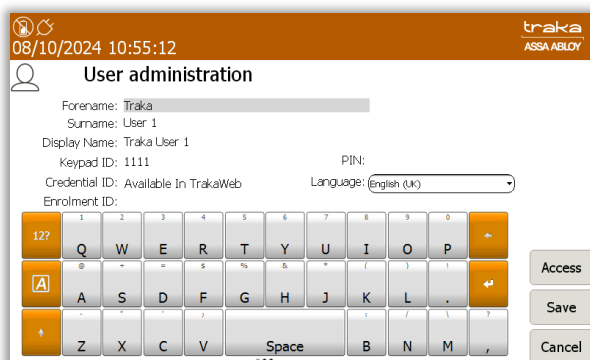 traka
08/10/2024 10:55:12
ASSA ABLOY
User administration
Forename: Traka
Surname: User 1
Display Name: Traka User 1
Keypad ID: 1111
PIN:
Credential ID: Available In TrakaWeb
Language: English (UK)
Enrolment ID:
12? 1 Q 2 W 3 E 4 R 5 T 6 Y 7 U 8 I 9 O 0 P
A @ A + S = D $ F % G & H * J ( K ) L ! .
- Z " X ' C ; V Space : B / N \ M ? ,
Access
Save
Cancel